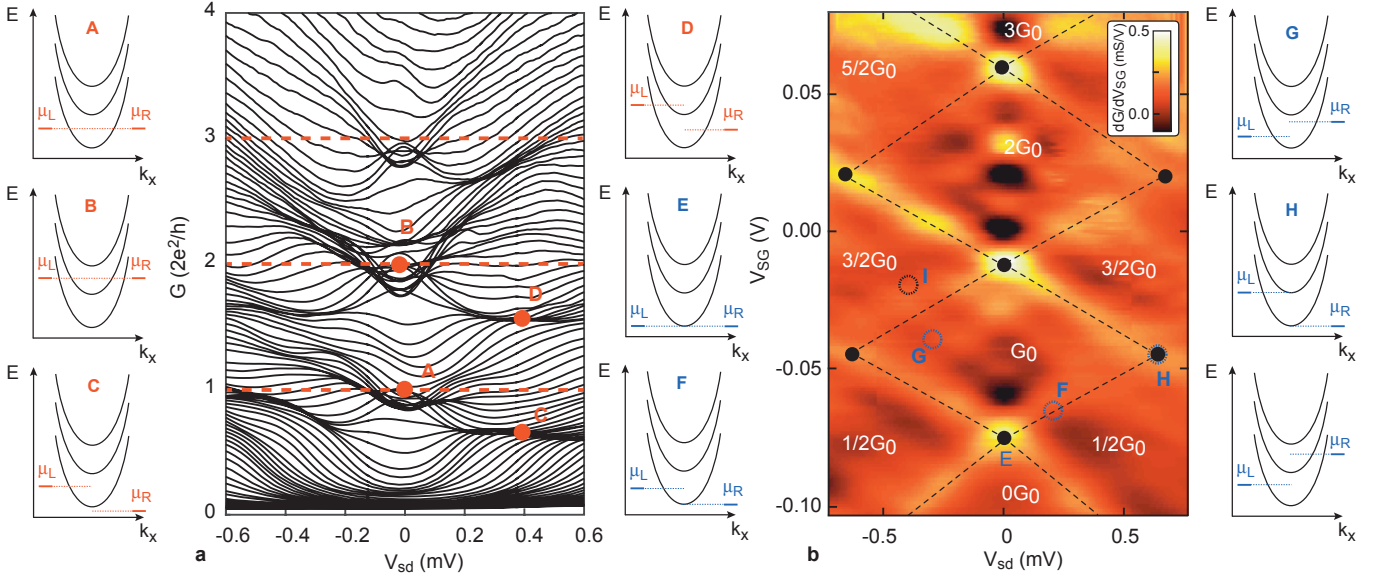 E
A
μL
μR
kx
E
B
μL
μR
kx
E
C
μL
μR
kx
G (2e²/h)
4
3
2
1
0
B
D
A
C
-0.6
-0.4
-0.2
0
0.2
0.4
0.6
a
Vsd (mV)
E
D
μL
μR
kx
E
E
μL
μR
kx
E
F
μL
μR
kx
VSG (V)
0.05
0.00
-0.05
-0.10
3G0
5/2G0
0.5
0.0
dG/dVSG (mS/V)
2G0
3/2G0
3/2G0
I
G
G0
H
F
1/2G0
1/2G0
E
0G0
-0.5
0.0
0.5
b
Vsd (mV)
E
G
μL
μR
kx
E
H
μL
μR
kx
E
μL
μR
kx